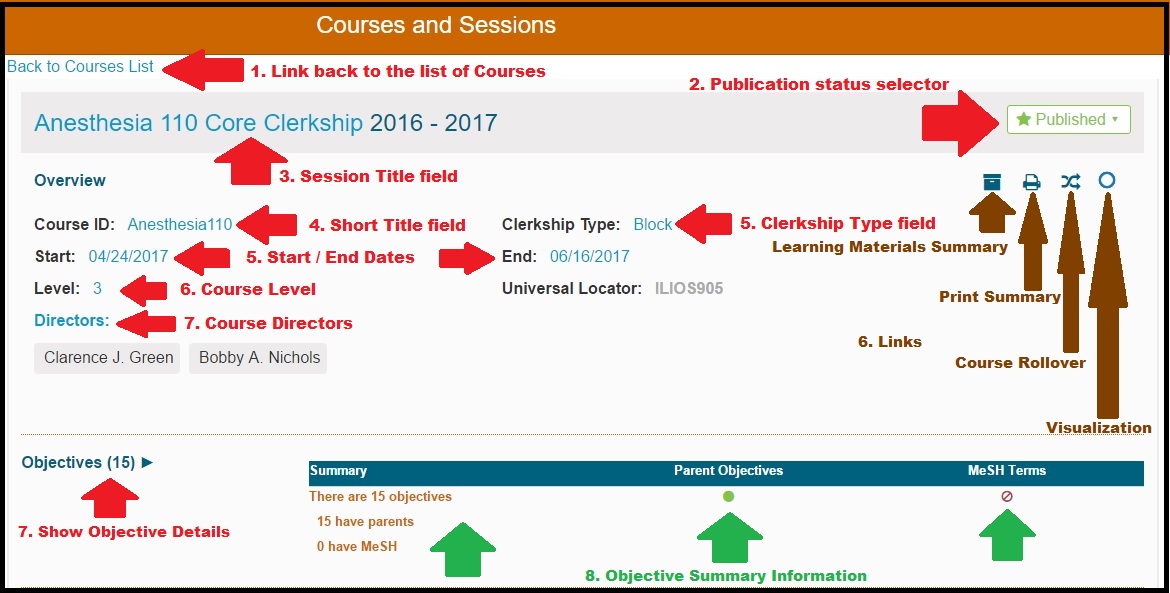 Courses and Sessions
Back to Courses List
1. Link back to the list of Courses
2. Publication status selector
Anesthesia 110 Core Clerkship 2016 - 2017
Published
3. Session Title field
Overview
Course ID: Anesthesia110
4. Short Title field
Clerkship Type: Block
5. Clerkship Type field
Learning Materials Summary
Start: 04/24/2017
5. Start / End Dates
End: 06/16/2017
Level: 3
6. Course Level
Universal Locator: ILIOS905
Print Summary
Directors:
7. Course Directors
6. Links
Clarence J. Green
Bobby A. Nichols
Course Rollover
Visualization
Objectives (15)
Summary
Parent Objectives
MeSH Terms
There are 15 objectives
15 have parents
7. Show Objective Details
0 have MeSH
8. Objective Summary Information